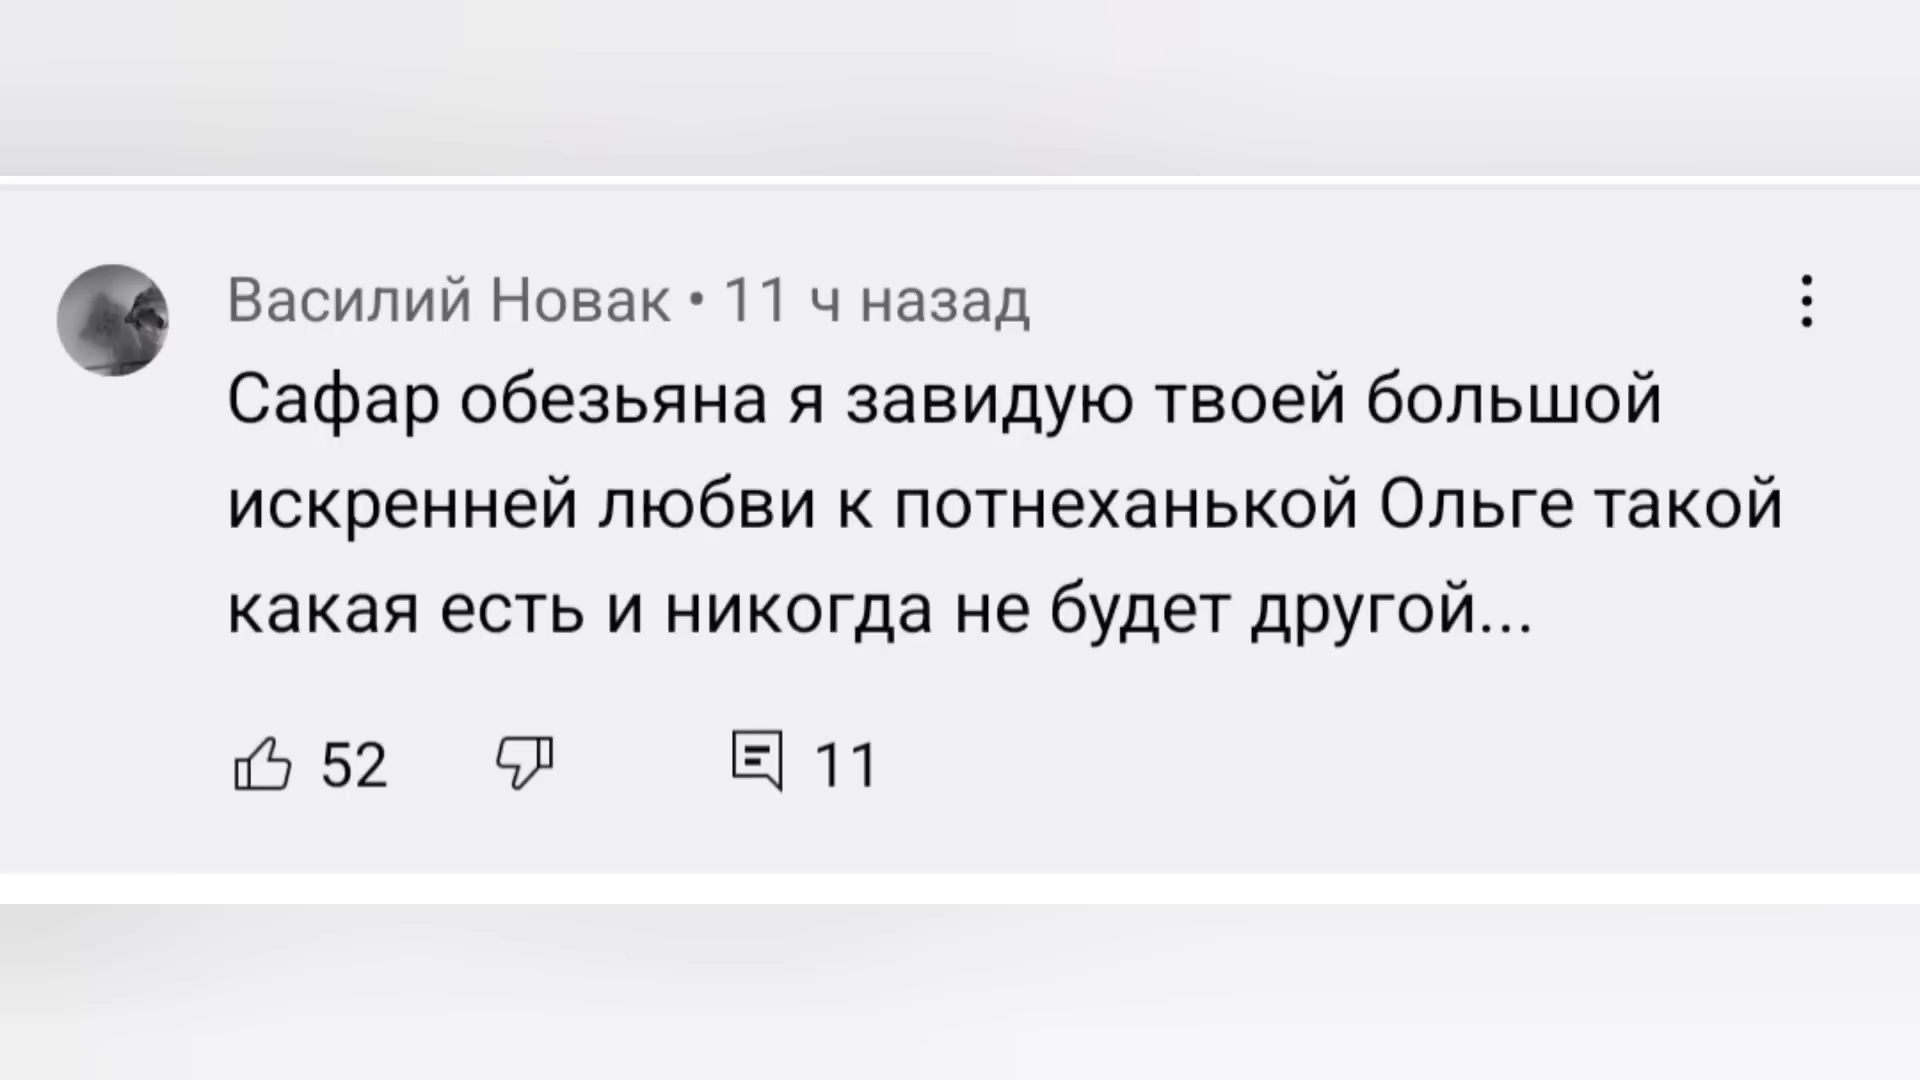 Василий Новак • 11 ч назад
Сафар обезьяна я завидую твоей большой
искренней любви к потнеханькой Ольге такой
какая есть и никогда не будет другой...
52
11